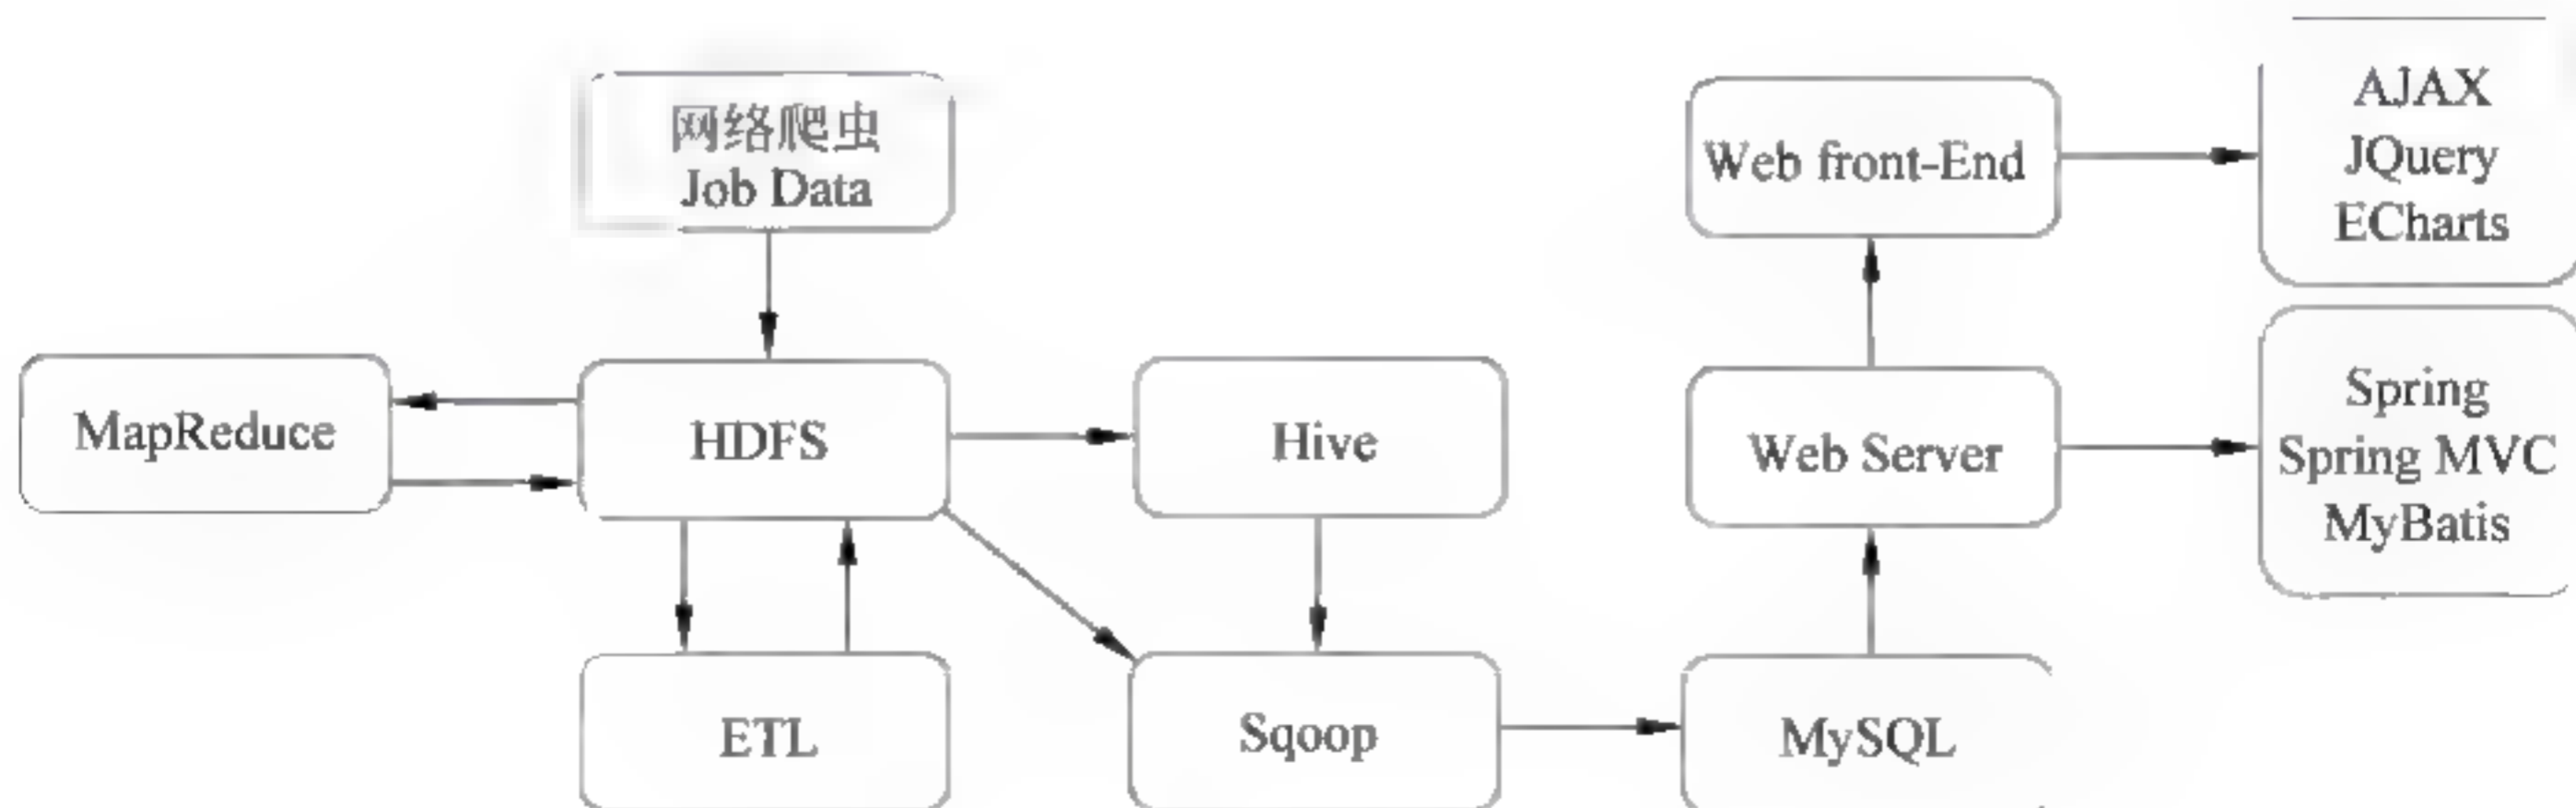 网络爬虫
Job Data
Web front-End
AJAX
JQuery
ECharts
MapReduce
HDFS
Hive
Web Server
Spring
Spring MVC
MyBatis
ETL
Sqoop
MySQL